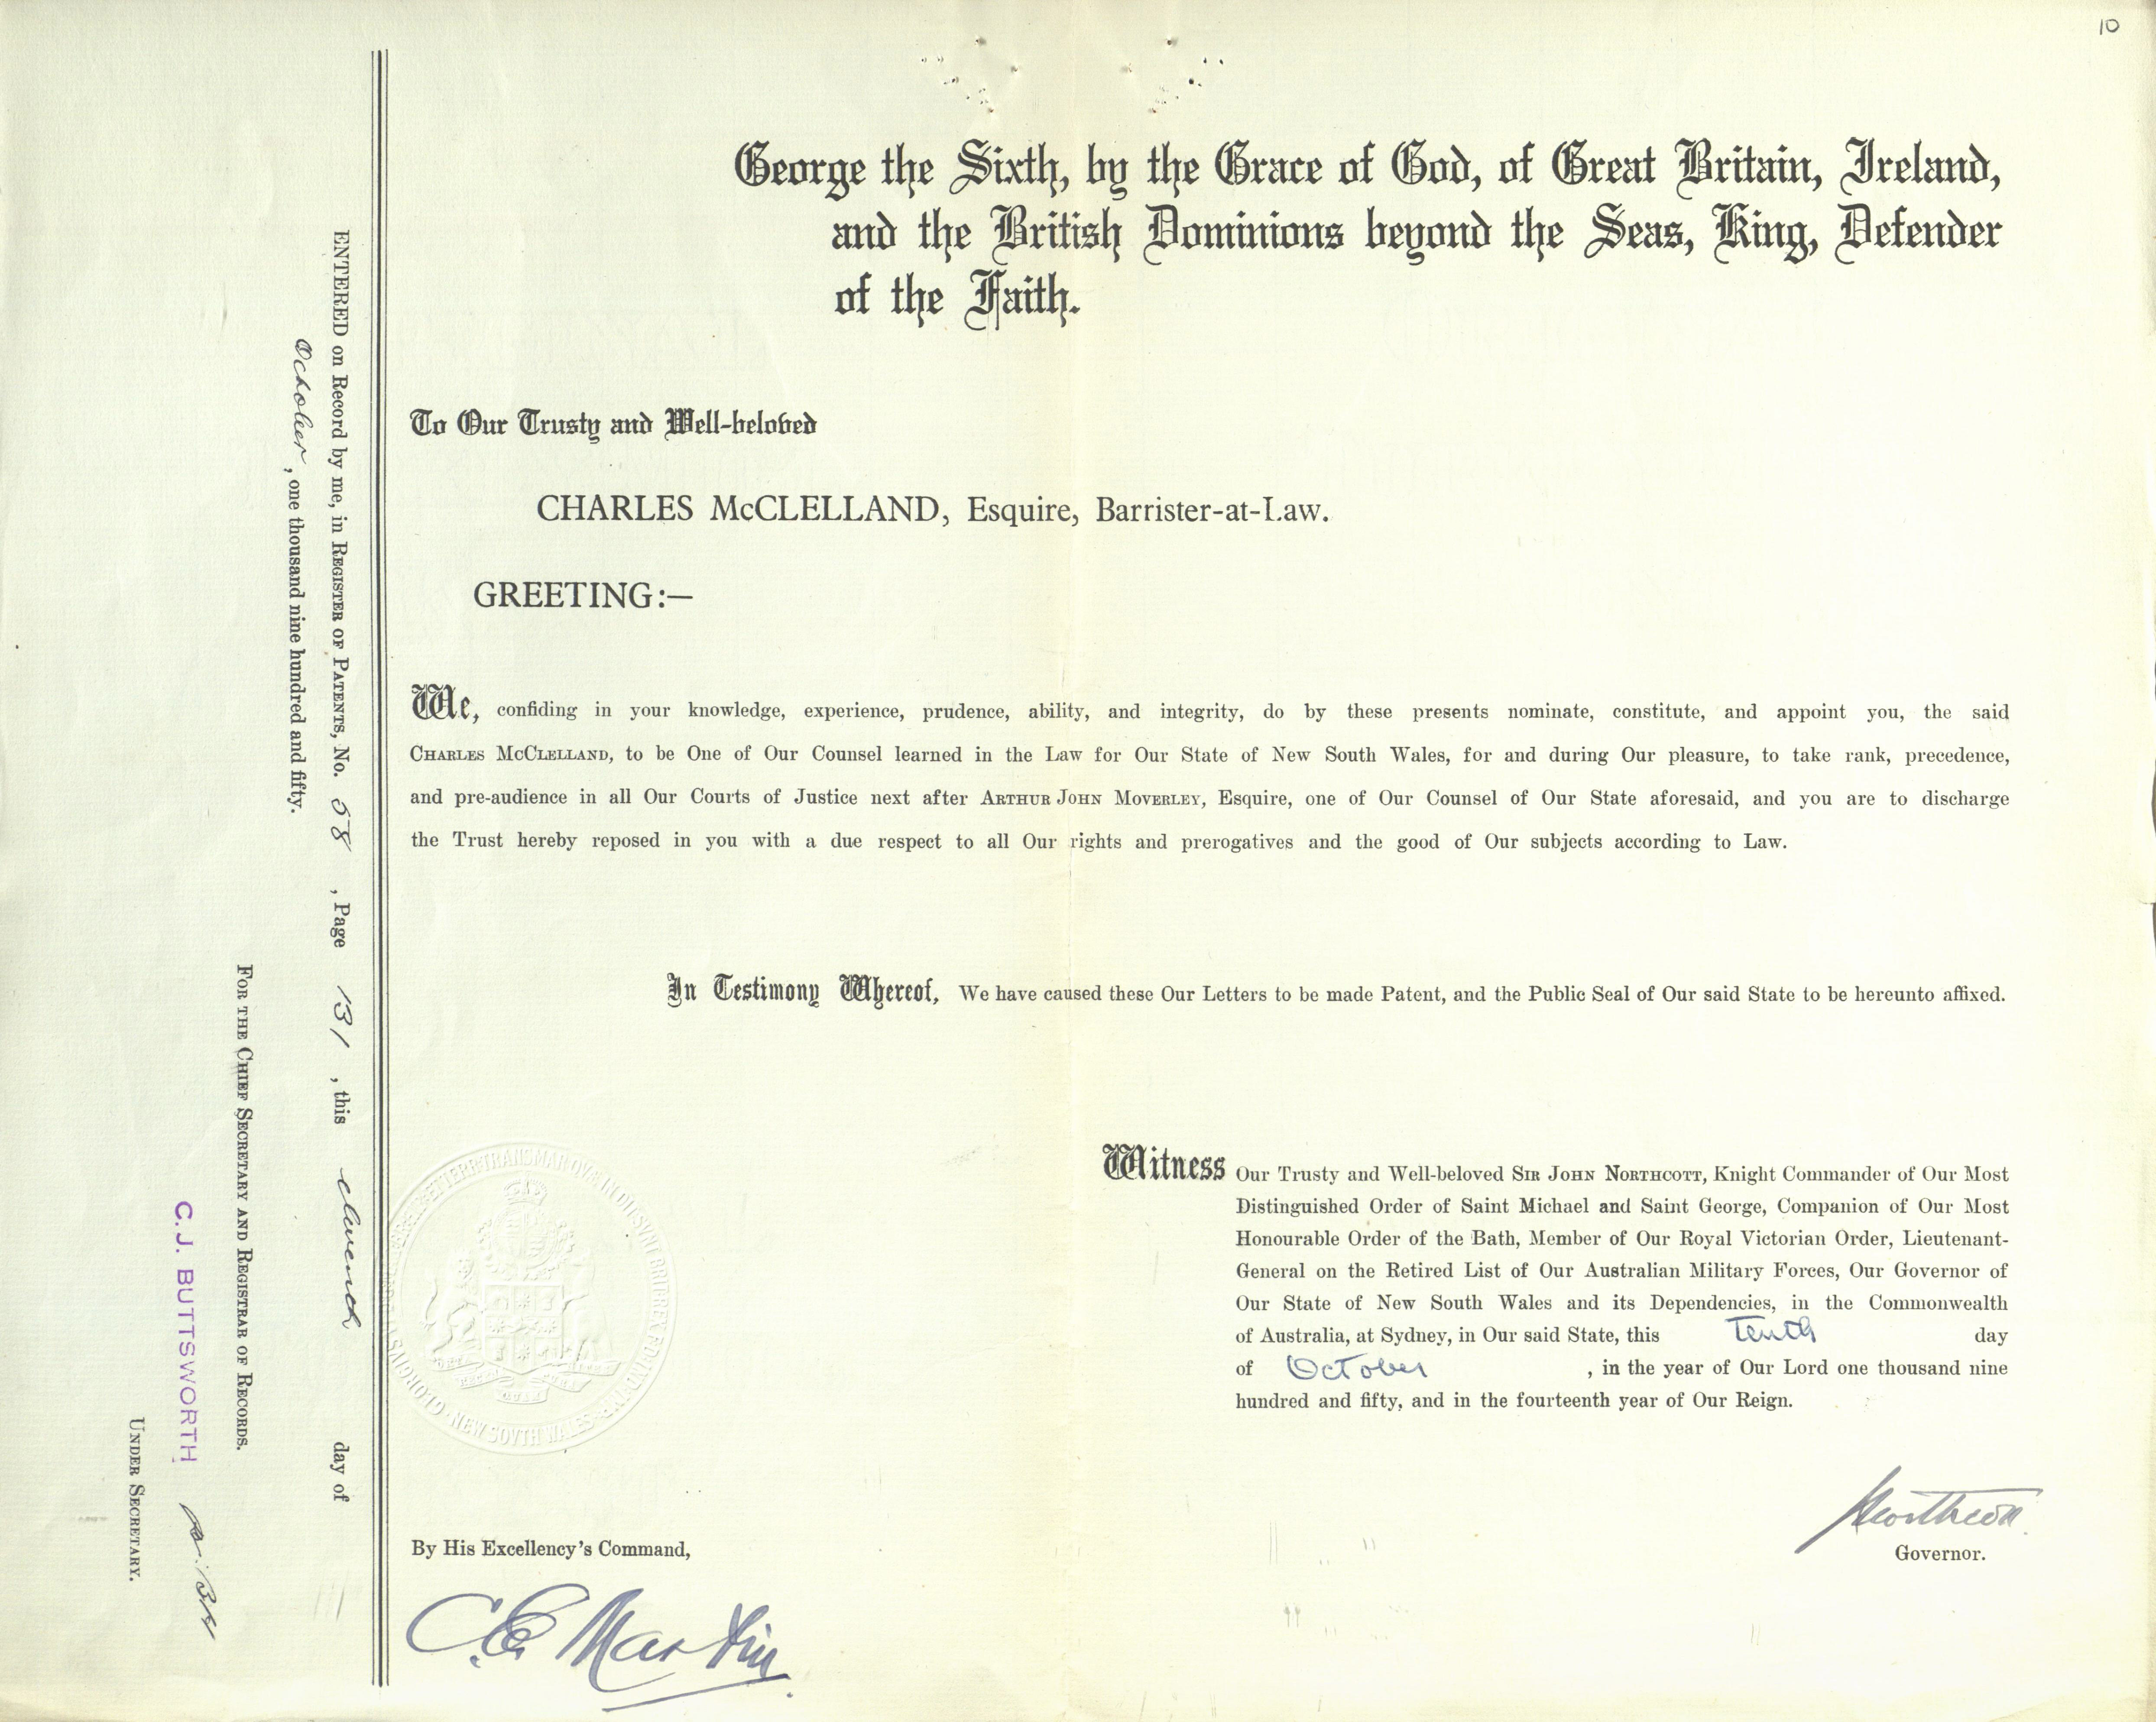 10
George the Sixth, by the Grace of God, of Great Britain, Ireland,
and the British Dominions beyond the Seas, King, Defender
of the Faith.
To Our Trusty and Well-beloved
CHARLES McCLELLAND, Esquire, Barrister-at-Law.
GREETING:—
We, confiding in your knowledge, experience, prudence, ability, and integrity, do by these presents nominate, constitute, and appoint you, the said
CHARLES McCLELLAND, to be One of Our Counsel learned in the Law for Our State of New South Wales, for and during Our pleasure, to take rank, precedence,
and pre-audience in all Our Courts of Justice next after ARTHUR JOHN MOVERLEY, Esquire, one of Our Counsel of Our State aforesaid, and you are to discharge
the Trust hereby reposed in you with a due respect to all Our rights and prerogatives and the good of Our subjects according to Law.
In Testimony Whereof, We have caused these Our Letters to be made Patent, and the Public Seal of Our said State to be hereunto affixed.
Witness Our Trusty and Well-beloved SIR JOHN NORTHCOTT, Knight Commander of Our Most
Distinguished Order of Saint Michael and Saint George, Companion of Our Most
Honourable Order of the Bath, Member of Our Royal Victorian Order, Lieutenant-
General on the Retired List of Our Australian Military Forces, Our Governor of
Our State of New South Wales and its Dependencies, in the Commonwealth
of Australia, at Sydney, in Our said State, this Tenth day
of October , in the year of Our Lord one thousand nine
hundred and fifty, and in the fourteenth year of Our Reign.
Northcott
Governor.
By His Excellency's Command,
C.E. Martin.
NEW SOVTH WALES
ENTERED on Record by me, in REGISTER OF PATENTS, No. 58 , Page 131 , this eleventh day of
October , one thousand nine hundred and fifty.
FOR THE CHIEF SECRETARY AND REGISTRAR OF RECORDS.
C.J. BUTTSWORTH
UNDER SECRETARY.